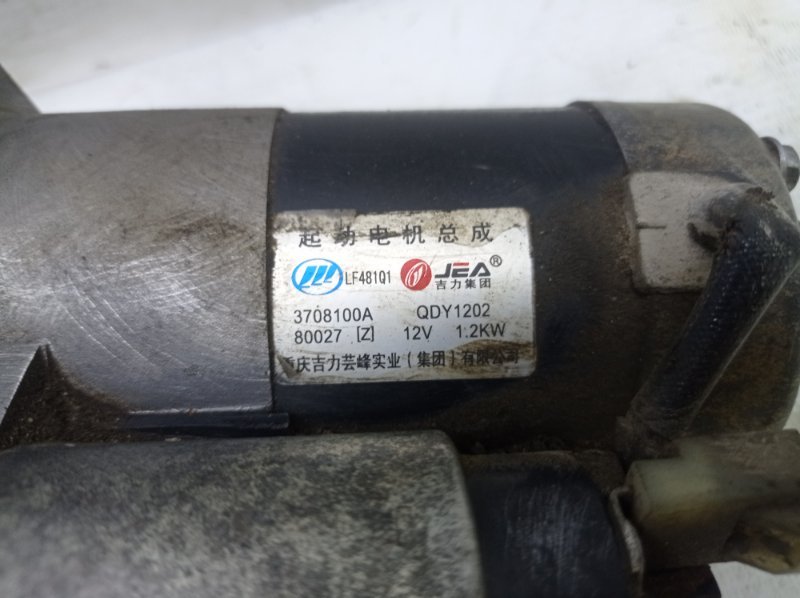 起动电机总成
LF481Q1 JEA®
吉力集团
3708100A QDY1202
80027 [Z] 12V 1.2KW
重庆吉力芸峰实业(集团)有限公司